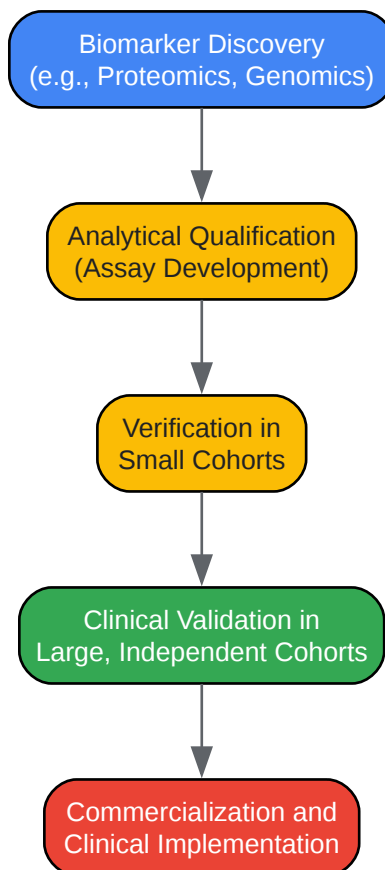 Biomarker Discovery
(e.g., Proteomics, Genomics)
Analytical Qualification
(Assay Development)
Verification in
Small Cohorts
Clinical Validation in
Large, Independent Cohorts
Commercialization and
Clinical Implementation